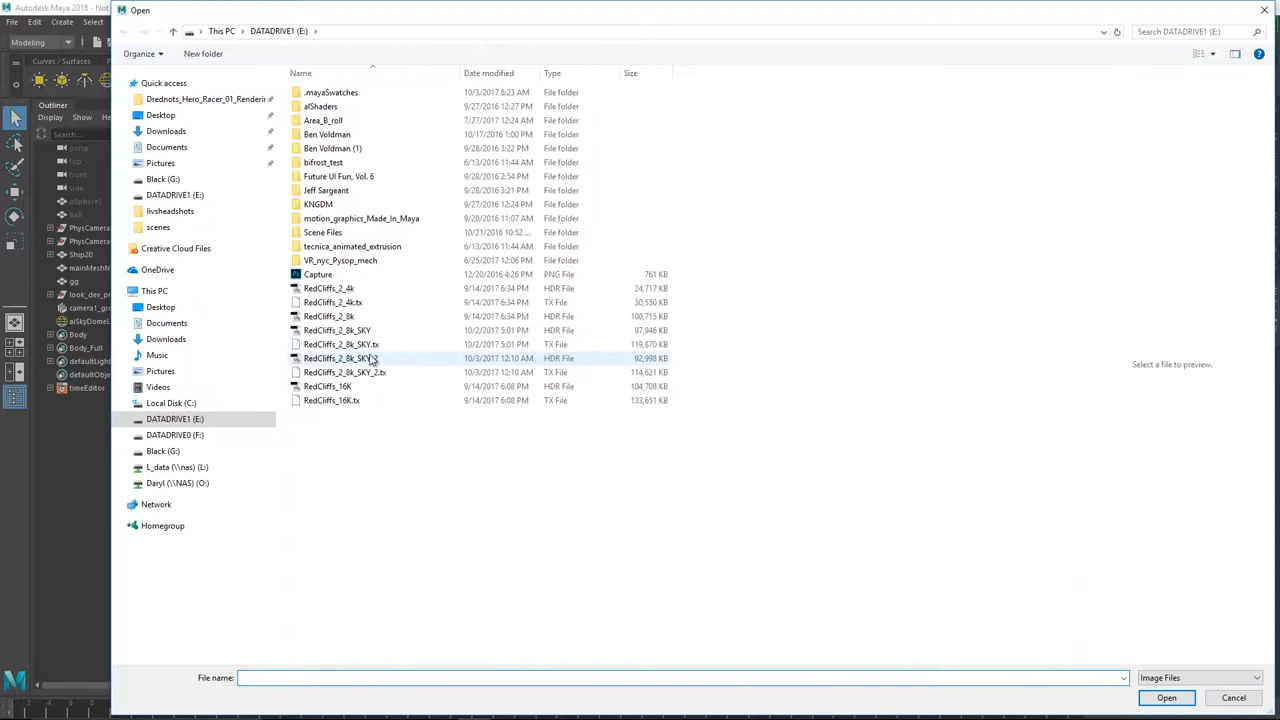 Autodesk Maya 2018 - Not
Open
File Edit Create Select
This PC > DATADRIVE1 (E:) >
Search DATADRIVE1 (E:)
Modeling
Organize
New folder
Curves / Surfaces
Name Date modified Type Size
Outliner
Display Show He
Search...
persp
top
front
side
pSphere2
ball
PhysCamera
PhysCamera
Ship20
mainMeshN
gg
look_dev_pr
camera1_gro
aiSkyDomeL
Body
Body_Full
defaultLight
defaultObje
timeEditor
Quick access
Drednots_Hero_Racer_01_Renderin
Desktop
Downloads
Documents
Pictures
Black (G:)
DATADRIVE1 (E:)
livsheadshots
scenes
Creative Cloud Files
OneDrive
This PC
Desktop
Documents
Downloads
Music
Pictures
Videos
Local Disk (C:)
DATADRIVE1 (E:)
DATADRIVE0 (F:)
Black (G:)
L_data (\\nas) (L:)
Daryl (\\NAS) (O:)
Network
Homegroup
.mayaSwatches 10/3/2017 8:23 AM File folder
alShaders 9/27/2016 12:27 PM File folder
Area_B_roll 7/27/2017 12:24 AM File folder
Ben Voldman 10/17/2016 1:00 PM File folder
Ben Voldman (1) 9/28/2016 3:22 PM File folder
bifrost_test 6/13/2016 11:44 AM File folder
Future UI Fun, Vol. 6 9/28/2016 2:54 PM File folder
Jeff Sargeant 9/28/2016 3:21 PM File folder
KNGDM 9/27/2016 12:24 PM File folder
motion_graphics_Made_In_Maya 9/20/2016 11:07 AM File folder
Scene Files 10/21/2016 10:52 ... File folder
tecnica_animated_extrusion 6/13/2016 11:44 AM File folder
VR_nyc_Pysop_mech 6/25/2017 12:06 PM File folder
Capture 12/20/2016 4:26 PM PNG File 761 KB
RedCliffs_2_4k 9/14/2017 6:34 PM HDR File 24,717 KB
RedCliffs_2_4k.tx 9/14/2017 6:34 PM TX File 30,550 KB
RedCliffs_2_8k 9/14/2017 6:34 PM HDR File 100,715 KB
RedCliffs_2_8k_SKY 10/2/2017 5:01 PM HDR File 97,946 KB
RedCliffs_2_8k_SKY.tx 10/2/2017 5:01 PM TX File 119,870 KB
RedCliffs_2_8k_SKY_2 10/3/2017 12:10 AM HDR File 92,998 KB
RedCliffs_2_8k_SKY_2.tx 10/3/2017 12:10 AM TX File 114,621 KB
RedCliffs_16K 9/14/2017 6:08 PM HDR File 104,708 KB
RedCliffs_16K.tx 9/14/2017 6:08 PM TX File 133,651 KB
Select a file to preview.
File name:
Image Files
Open
Cancel
2 4 6 8